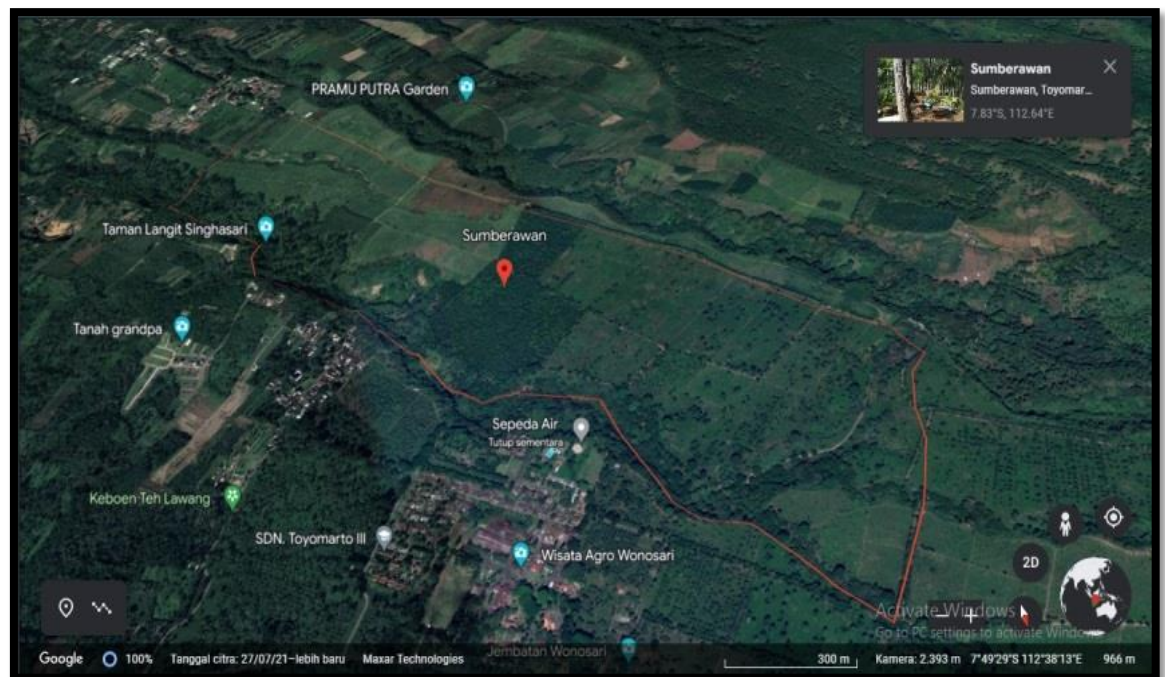 PRAMU PUTRA Garden
Sumberawan
Sumberawan, Toyomar...
7.83°S, 112.64°E
Taman Langit Singhasari
Sumberawan
Tanah grandpa
Sepeda Air
Tutup sementara
Keboen Teh Lawang
SDN. Toyomarto III
Wisata Agro Wonosari
2D
Activate Windows
Go to PC settings to activate Windows.
Jembatan Wonosari
Google 100% Tanggal citra: 27/07/21–lebih baru Maxar Technologies 300 m Kamera: 2.393 m 7°49'29"S 112°38'13"E 966 m